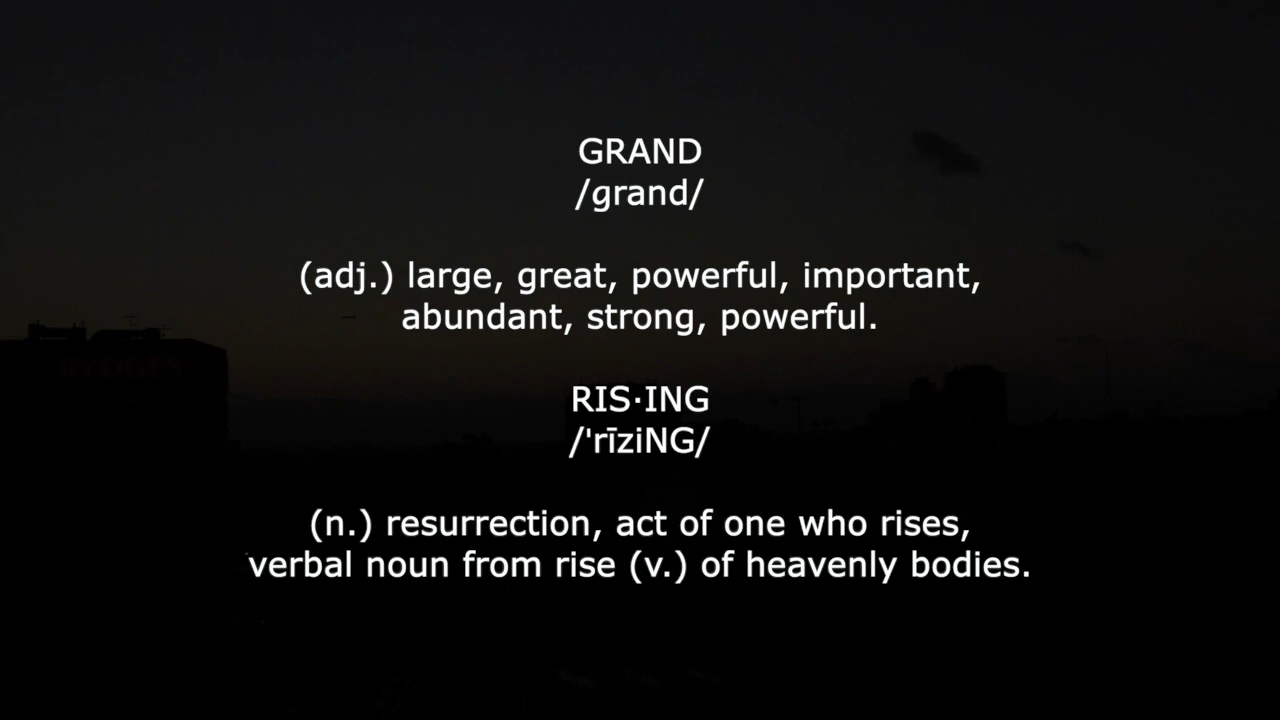 GRAND
/grand/
(adj.) large, great, powerful, important,
abundant, strong, powerful.
RIS·ING
/ˈrīziNG/
(n.) resurrection, act of one who rises,
verbal noun from rise (v.) of heavenly bodies.